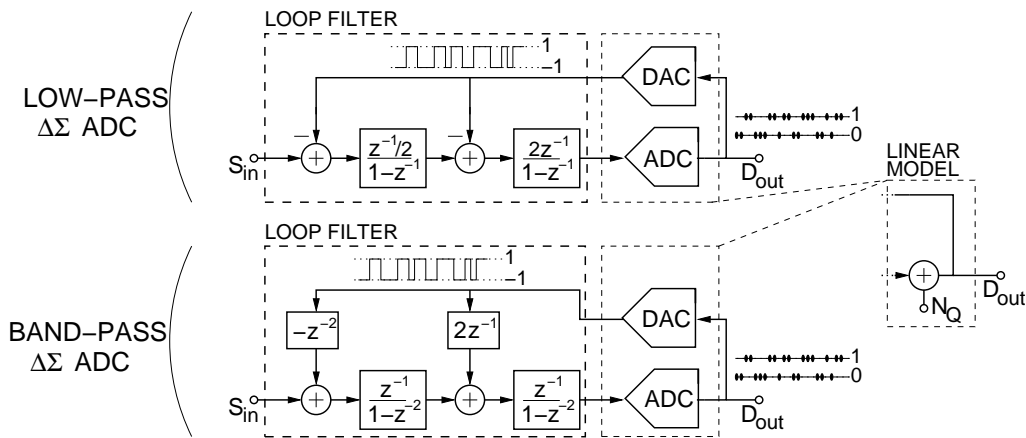 LOOP FILTER
1
−1
DAC
LOW−PASS
ΔΣ ADC
1
0
−
−
S_in
+
z^−1/2
1−z^−1
+
2z^−1
1−z^−1
ADC
D_out
LINEAR
MODEL
LOOP FILTER
1
−1
+
D_out
N_Q
−z^−2
2z^−1
DAC
BAND−PASS
ΔΣ ADC
1
0
S_in
+
z^−1
1−z^−2
+
z^−1
1−z^−2
ADC
D_out